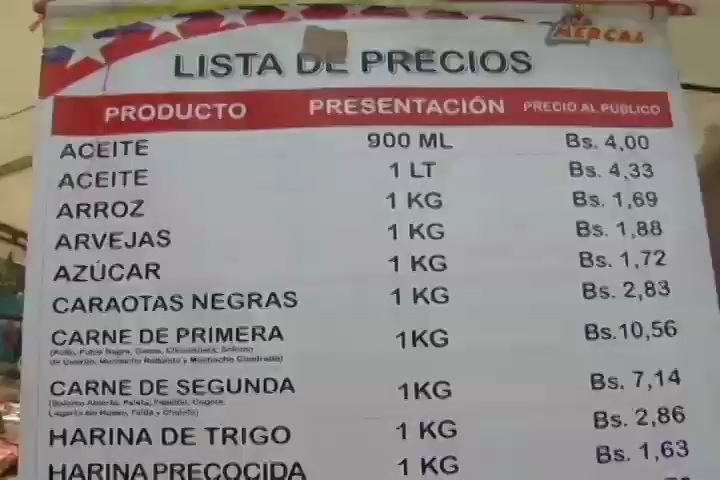 MERCAL
LISTA DE PRECIOS
PRODUCTO PRESENTACIÓN PRECIO AL PÚBLICO
ACEITE 900 ML Bs. 4,00
ACEITE 1 LT Bs. 4,33
ARROZ 1 KG Bs. 1,69
ARVEJAS 1 KG Bs. 1,88
AZÚCAR 1 KG Bs. 1,72
CARAOTAS NEGRAS 1 KG Bs. 2,83
CARNE DE PRIMERA 1KG Bs.10,56
CARNE DE SEGUNDA 1KG Bs. 7,14
HARINA DE TRIGO 1 KG Bs. 2,86
HARINA PRECOCIDA 1 KG Bs. 1,63